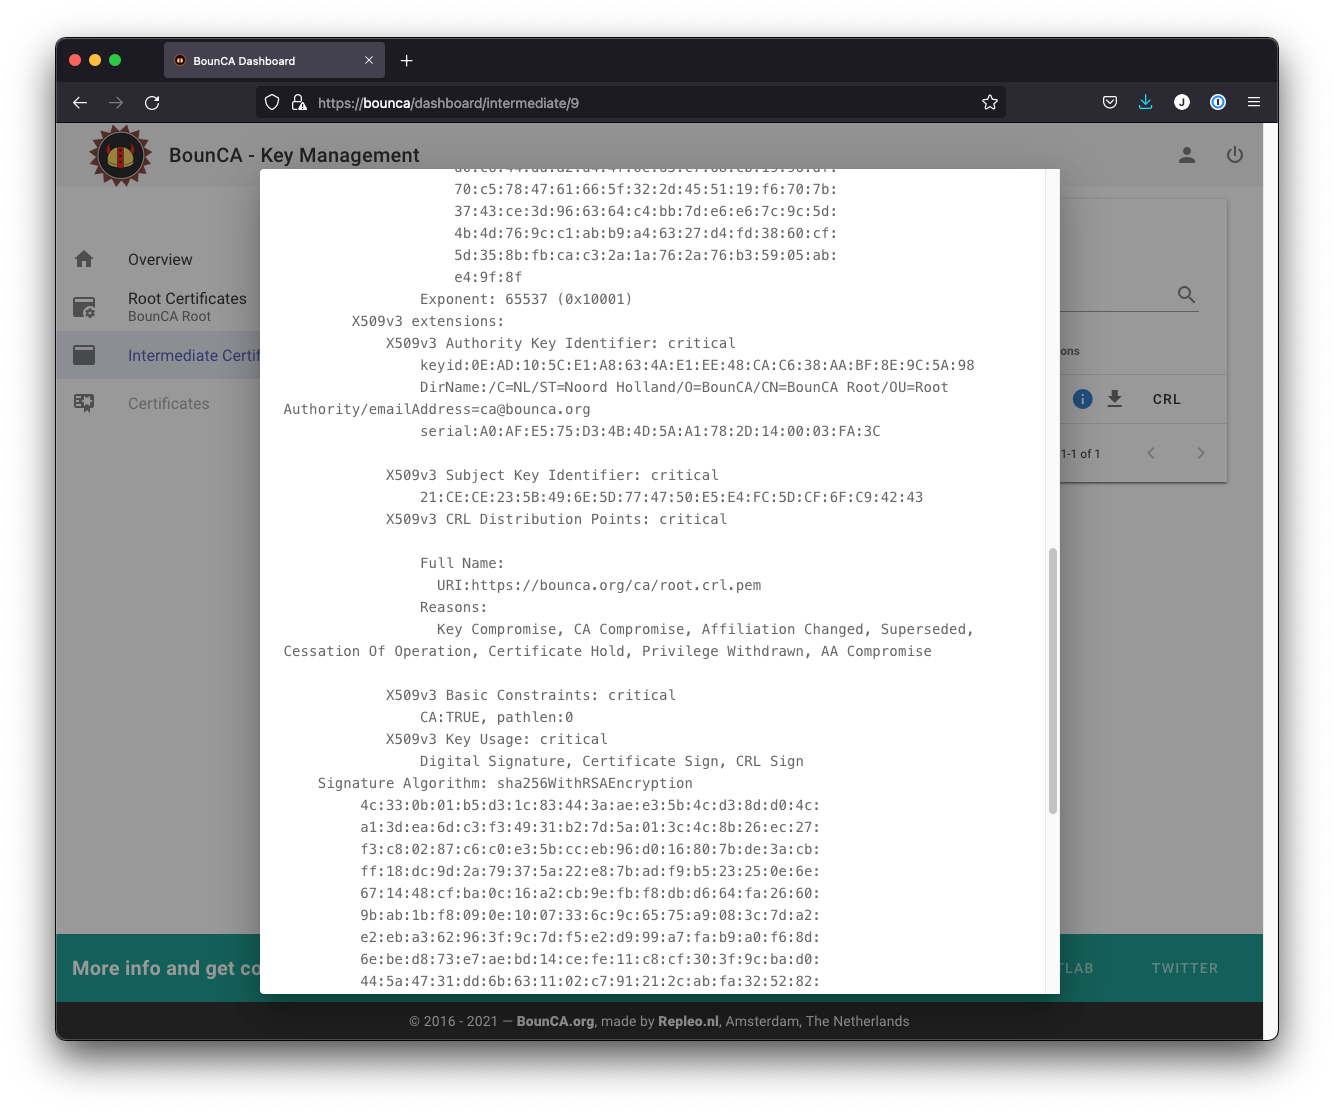 BounCA Dashboard
https://bounca/dashboard/intermediate/9
J
BounCA - Key Management
70:c5:78:47:61:66:5f:32:2d:45:51:19:f6:70:7b:
37:43:ce:3d:96:63:64:c4:bb:7d:e6:e6:7c:9c:5d:
4b:4d:76:9c:c1:ab:b9:a4:63:27:d4:fd:38:60:cf:
5d:35:8b:fb:ca:c3:2a:1a:76:2a:76:b3:59:05:ab:
e4:9f:8f
Exponent: 65537 (0x10001)
X509v3 extensions:
X509v3 Authority Key Identifier: critical
keyid:0E:AD:10:5C:E1:A8:63:4A:E1:EE:48:CA:C6:38:AA:BF:8E:9C:5A:98
DirName:/C=NL/ST=Noord Holland/O=BounCA/CN=BounCA Root/OU=Root
Authority/emailAddress=ca@bounca.org
serial:A0:AF:E5:75:D3:4B:4D:5A:A1:78:2D:14:00:03:FA:3C
X509v3 Subject Key Identifier: critical
21:CE:CE:23:5B:49:6E:5D:77:47:50:E5:E4:FC:5D:CF:6F:C9:42:43
X509v3 CRL Distribution Points: critical
Full Name:
URI:https://bounca.org/ca/root.crl.pem
Reasons:
Key Compromise, CA Compromise, Affiliation Changed, Superseded,
Cessation Of Operation, Certificate Hold, Privilege Withdrawn, AA Compromise
X509v3 Basic Constraints: critical
CA:TRUE, pathlen:0
X509v3 Key Usage: critical
Digital Signature, Certificate Sign, CRL Sign
Signature Algorithm: sha256WithRSAEncryption
4c:33:0b:01:b5:d3:1c:83:44:3a:ae:e3:5b:4c:d3:8d:d0:4c:
a1:3d:ea:6d:c3:f3:49:31:b2:7d:5a:01:3c:4c:8b:26:ec:27:
f3:c8:02:87:c6:c0:e3:5b:cc:eb:96:d0:16:80:7b:de:3a:cb:
ff:18:dc:9d:2a:79:37:5a:22:e8:7b:ad:f9:b5:23:25:0e:6e:
67:14:48:cf:ba:0c:16:a2:cb:9e:fb:f8:db:d6:64:fa:26:60:
9b:ab:1b:f8:09:0e:10:07:33:6c:9c:65:75:a9:08:3c:7d:a2:
e2:eb:a3:62:96:3f:9c:7d:f5:e2:d9:99:a7:fa:b9:a0:f6:8d:
6e:be:d8:73:e7:ae:bd:14:ce:fe:11:c8:cf:30:3f:9c:ba:d0:
44:5a:47:31:dd:6b:63:11:02:c7:91:21:2c:ab:fa:32:52:82:
Overview
Root Certificates
BounCA Root
Intermediate Certif
Certificates
ons
CRL
1-1 of 1
More info and get co
TLAB
TWITTER
© 2016 - 2021 — BounCA.org, made by Repleo.nl, Amsterdam, The Netherlands